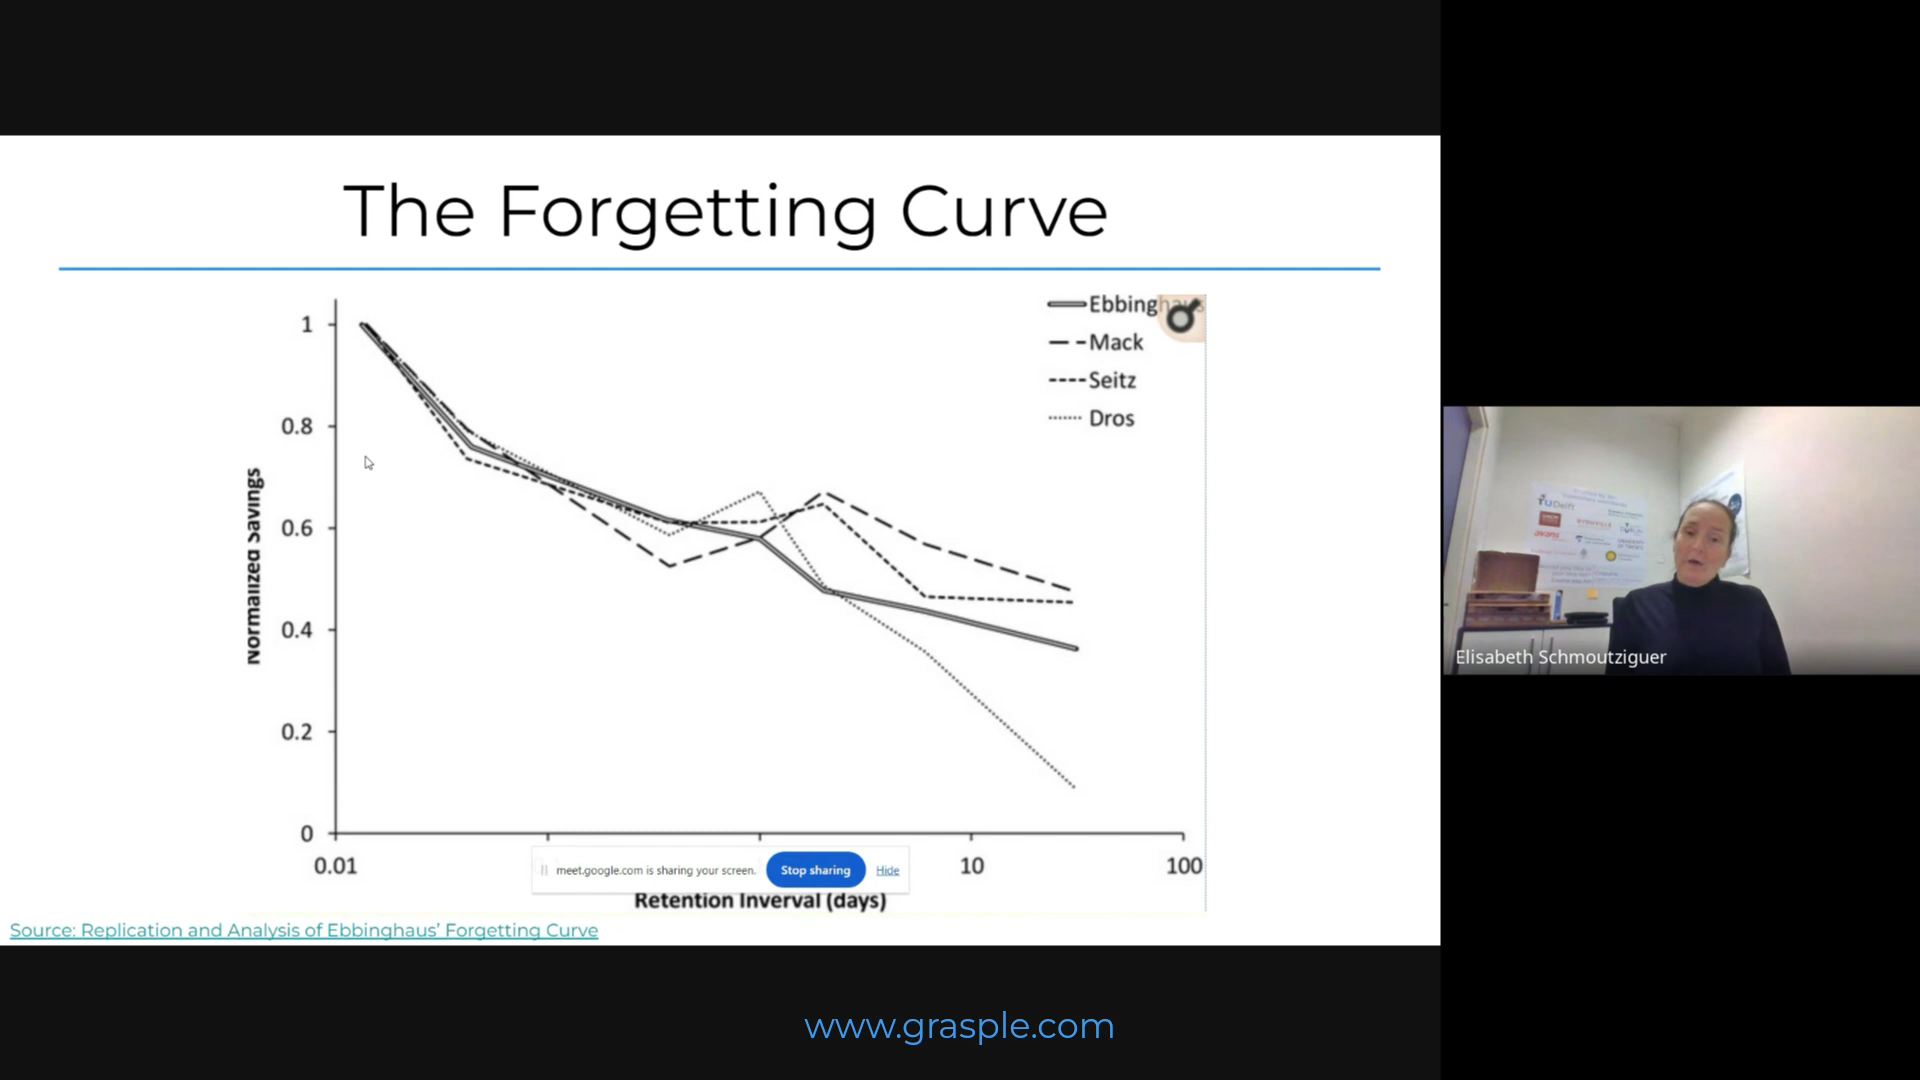 The Forgetting Curve
Ebbinghaus
Mack
Seitz
Dros
1
0.8
0.6
0.4
0.2
0
Normalized Savings
0.01
10
100
meet.google.com is sharing your screen.
Stop sharing
Hide
Retention Inverval (days)
Source: Replication and Analysis of Ebbinghaus’ Forgetting Curve
TU Delft
Elisabeth Schmoutziguer
www.grasple.com